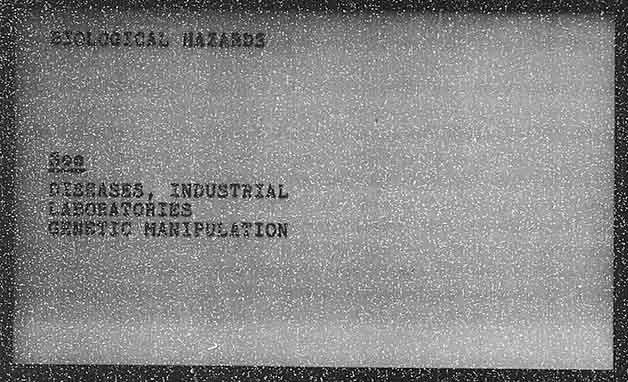 BIOLOGICAL HAZARDS
See
DISEASES, INDUSTRIAL
LABORATORIES
GENETIC MANIPULATION